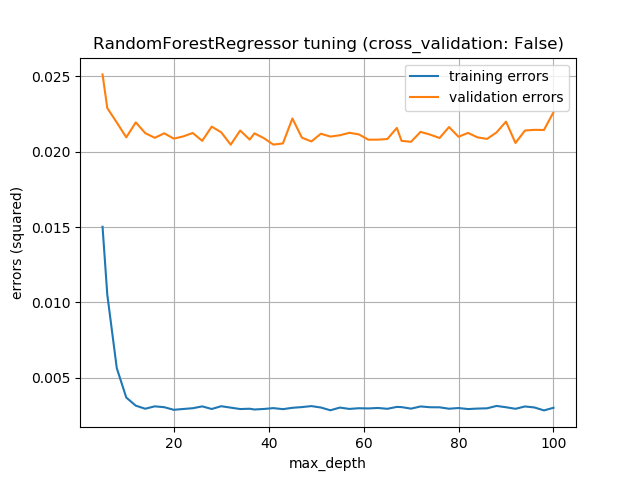 RandomForestRegressor tuning (cross_validation: False)
training errors
validation errors
errors (squared)
0.025
0.020
0.015
0.010
0.005
20
40
60
80
100
max_depth